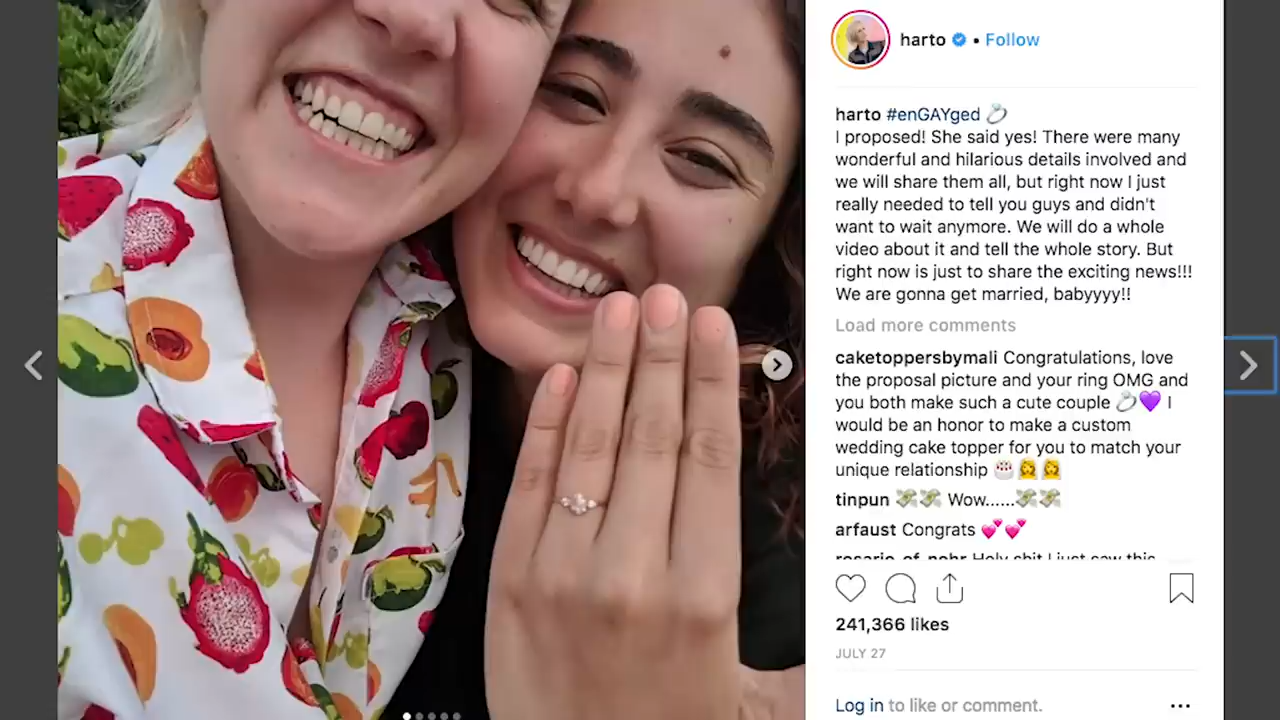 harto • Follow
harto #enGAYged 💍
I proposed! She said yes! There were many
wonderful and hilarious details involved and
we will share them all, but right now I just
really needed to tell you guys and didn't
want to wait anymore. We will do a whole
video about it and tell the whole story. But
right now is just to share the exciting news!!!
We are gonna get married, babyyyy!!
Load more comments
caketoppersbymali Congratulations, love
the proposal picture and your ring OMG and
you both make such a cute couple 💍💜 I
would be an honor to make a custom
wedding cake topper for you to match your
unique relationship 🎂👰👰
tinpun 💸💸 Wow......💸💸
arfaust Congrats 💕💕
Holy shit I just saw this
241,366 likes
JULY 27
Log in to like or comment.